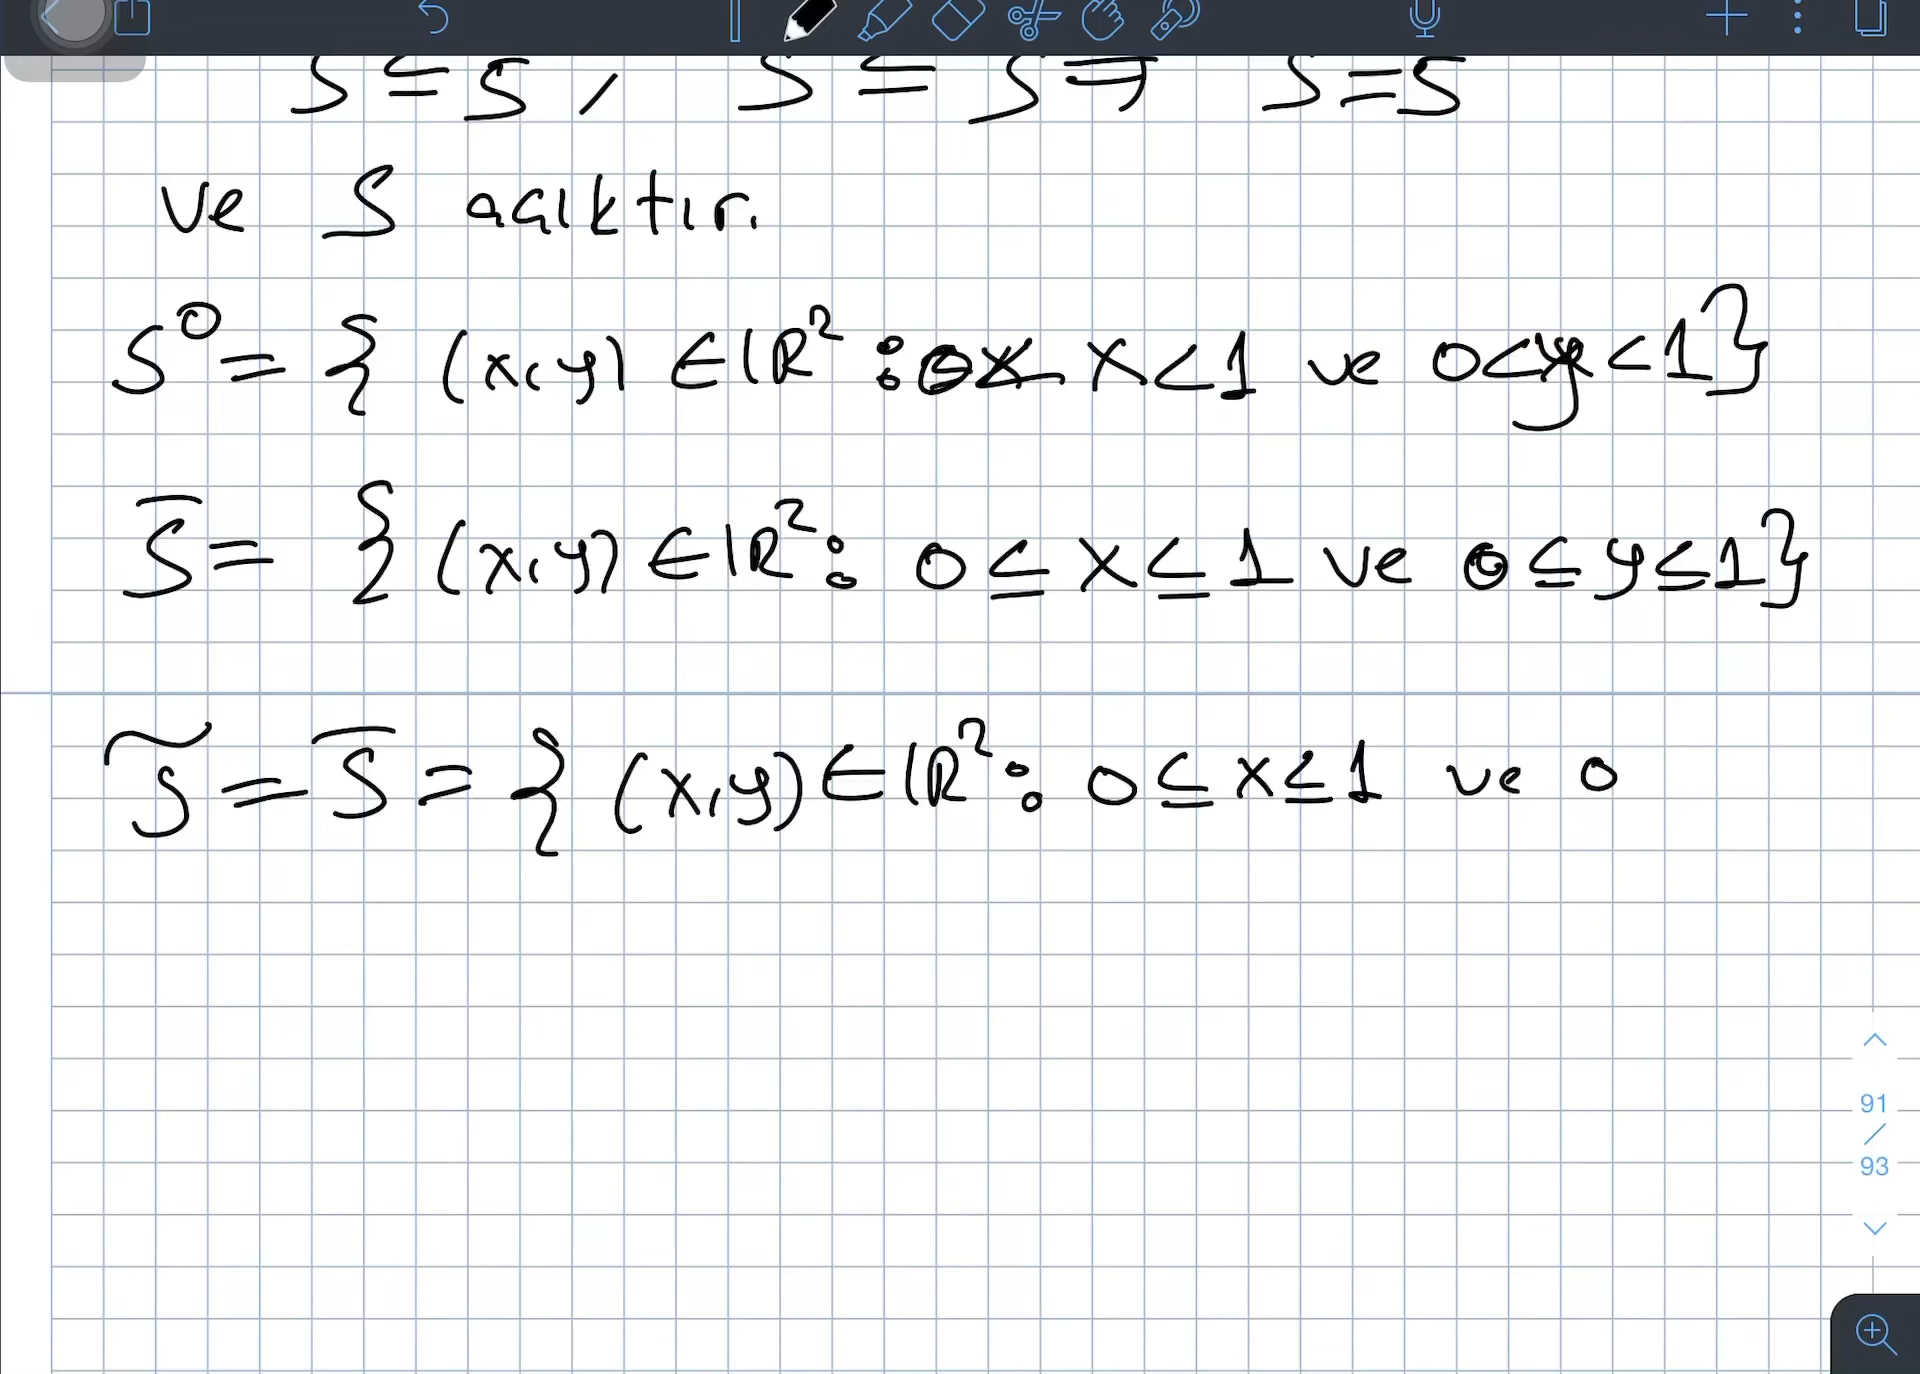 S ⊆ S, S ⊆ S ⇒ S = S
ve S açıktır.
S⁰ = { (x,y) ∈ ℝ² : 0< x<1 ve 0<y<1}
S̅ = { (x,y) ∈ ℝ² : 0 ≤ x ≤ 1 ve 0 ≤ y ≤ 1}
S̃ = S̅ = { (x,y) ∈ ℝ² : 0 ≤ x ≤ 1 ve 0
91
/
93